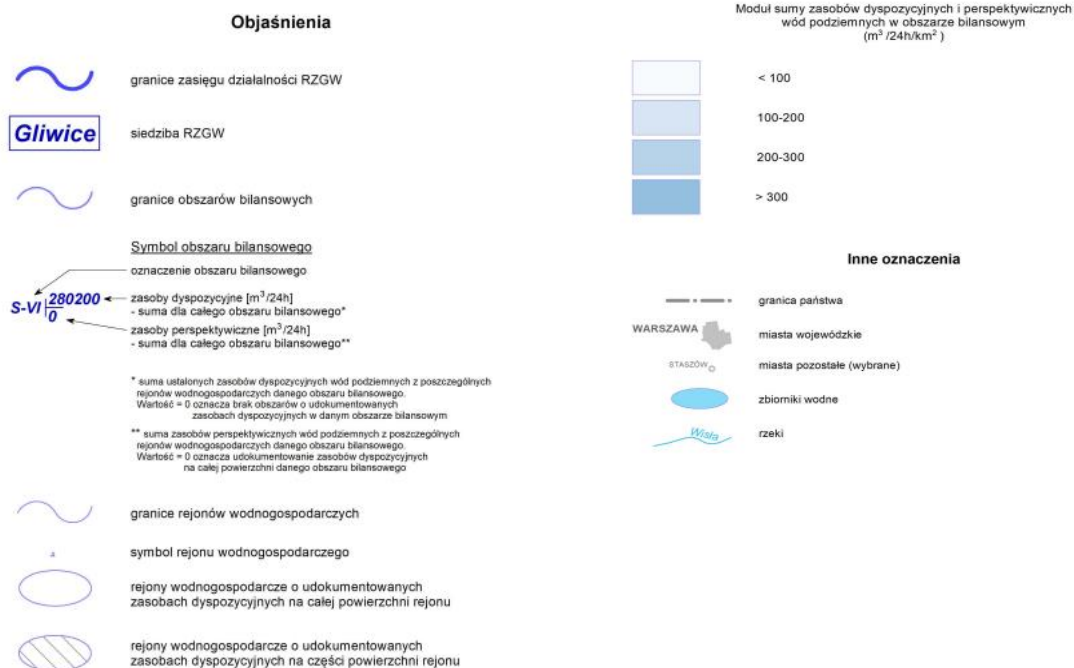 Objaśnienia
granice zasięgu działalności RZGW
Gliwice
siedziba RZGW
granice obszarów bilansowych
Symbol obszaru bilansowego
oznaczenie obszaru bilansowego
S-VI 280200
0
zasoby dyspozycyjne [m³/24h]
- suma dla całego obszaru bilansowego*
zasoby perspektywiczne [m³/24h]
- suma dla całego obszaru bilansowego**
* suma ustalonych zasobów dyspozycyjnych wód podziemnych z poszczególnych
rejonów wodnogospodarczych danego obszaru bilansowego.
Wartość = 0 oznacza brak obszarów o udokumentowanych
zasobach dyspozycyjnych w danym obszarze bilansowym
** suma zasobów perspektywicznych wód podziemnych z poszczególnych
rejonów wodnogospodarczych danego obszaru bilansowego.
Wartość = 0 oznacza udokumentowanie zasobów dyspozycyjnych
na całej powierzchni danego obszaru bilansowego
granice rejonów wodnogospodarczych
symbol rejonu wodnogospodarczego
rejony wodnogospodarcze o udokumentowanych
zasobach dyspozycyjnych na całej powierzchni rejonu
rejony wodnogospodarcze o udokumentowanych
zasobach dyspozycyjnych na części powierzchni rejonu
Moduł sumy zasobów dyspozycyjnych i perspektywicznych
wód podziemnych w obszarze bilansowym
(m³ /24h/km² )
< 100
100-200
200-300
> 300
Inne oznaczenia
granica państwa
WARSZAWA
miasta wojewódzkie
STASZÓW
miasta pozostałe (wybrane)
zbiorniki wodne
Wisła
rzeki